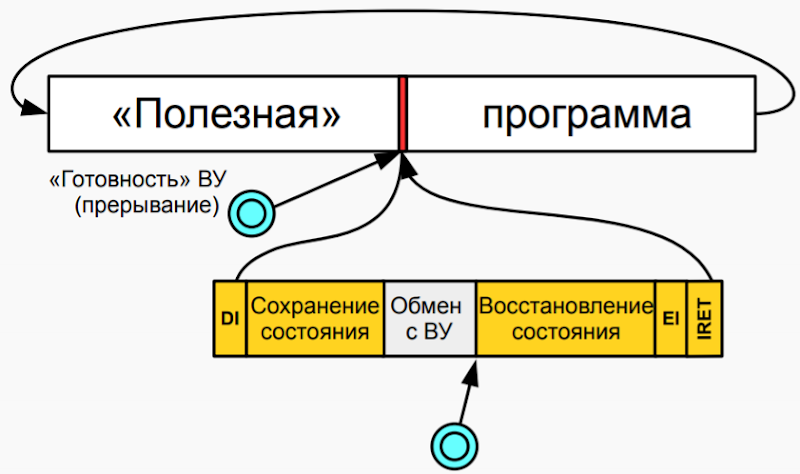 «Полезная» программа
«Готовность» ВУ
(прерывание)
DI
Сохранение
состояния
Обмен
с ВУ
Восстановление
состояния
EI
IRET